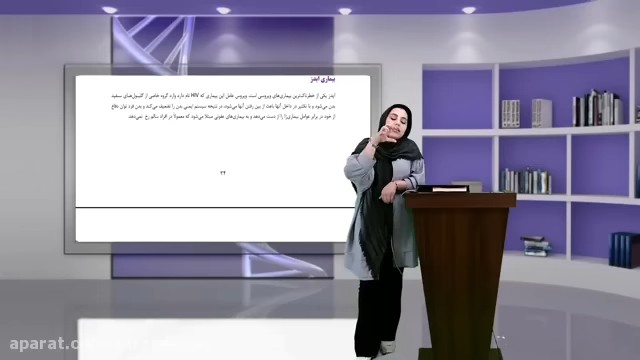 بیماری ایدز
ایدز یکی از خطرناک‌ترین بیماری‌های ویروسی است. ویروس عامل این بیماری که HIV نام دارد وارد گروه خاصی از گلبول‌های سفید
بدن می‌شود و با تکثیر در داخل آنها باعث از بین رفتن آنها می‌شود، در نتیجه سیستم ایمنی بدن را تضعیف می‌کند و بدن فرد توان دفاع
از خود در برابر عوامل بیماری‌زا را از دست می‌دهد و به بیماری‌های عفونی مبتلا می‌شود که معمولاً در افراد سالم رخ نمی‌دهد.
۲۴
aparat.com/